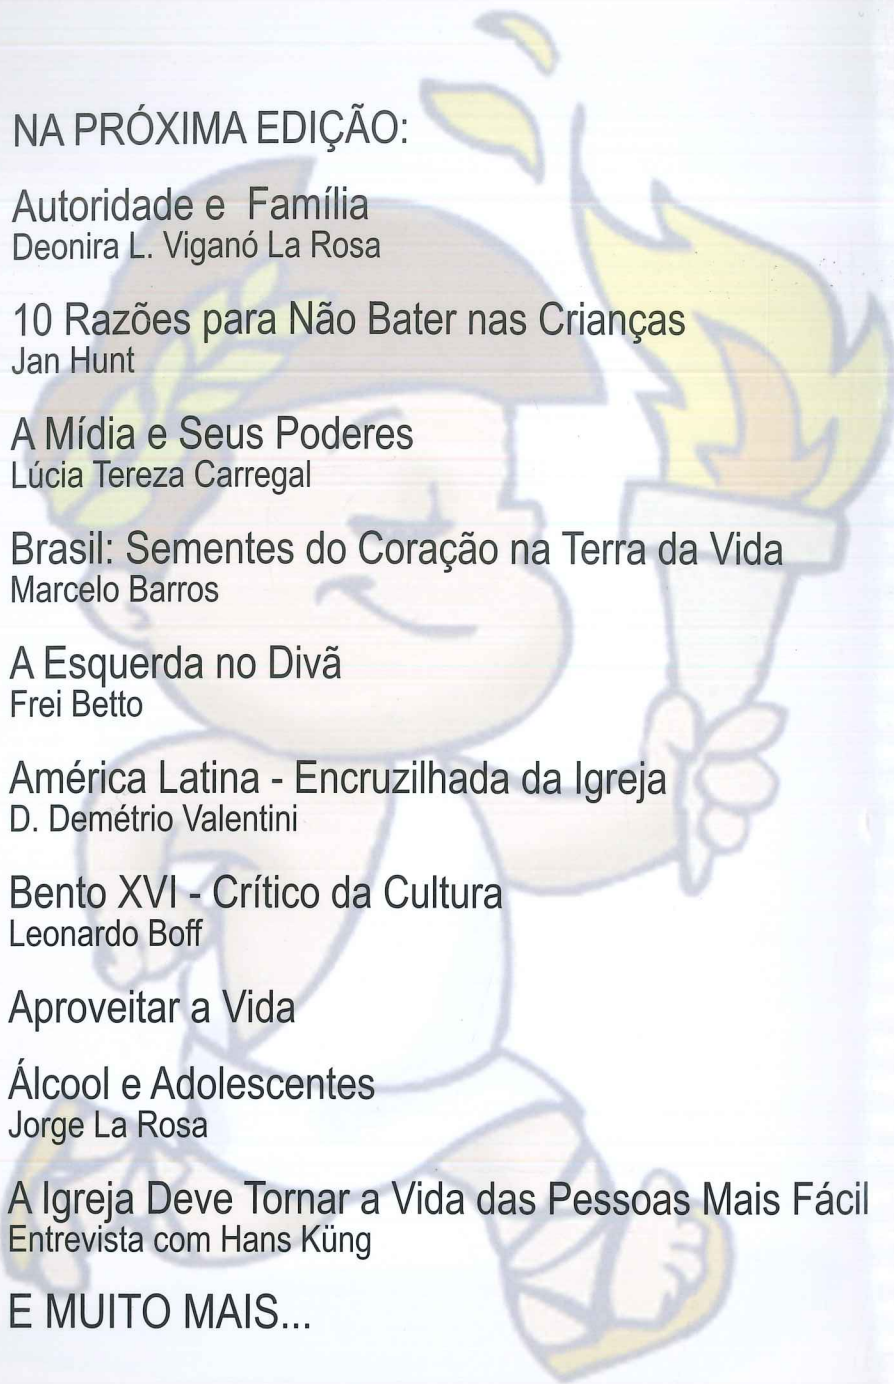 NA PRÓXIMA EDIÇÃO:
Autoridade e Família
Deonira L. Viganó La Rosa
10 Razões para Não Bater nas Crianças
Jan Hunt
A Mídia e Seus Poderes
Lúcia Tereza Carregal
Brasil: Sementes do Coração na Terra da Vida
Marcelo Barros
A Esquerda no Divã
Frei Betto
América Latina - Encruzilhada da Igreja
D. Demétrio Valentini
Bento XVI - Crítico da Cultura
Leonardo Boff
Aproveitar a Vida
Álcool e Adolescentes
Jorge La Rosa
A Igreja Deve Tornar a Vida das Pessoas Mais Fácil
Entrevista com Hans Küng
E MUITO MAIS...